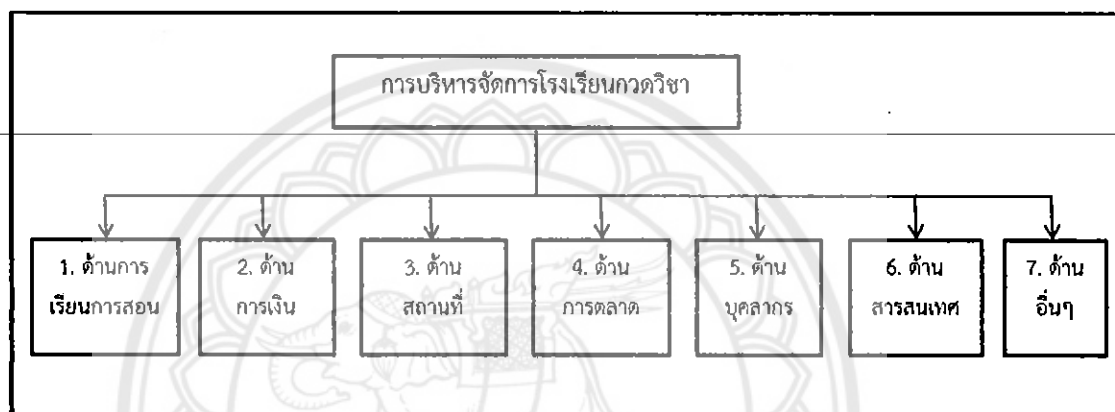 การบริหารจัดการโรงเรียนกวดวิชา
1. ด้านการ
เรียนการสอน
2. ด้าน
การเงิน
3. ด้าน
สถานที่
4. ด้าน
การตลาด
5. ด้าน
บุคลากร
6. ด้าน
สารสนเทศ
7. ด้าน
อื่นๆ